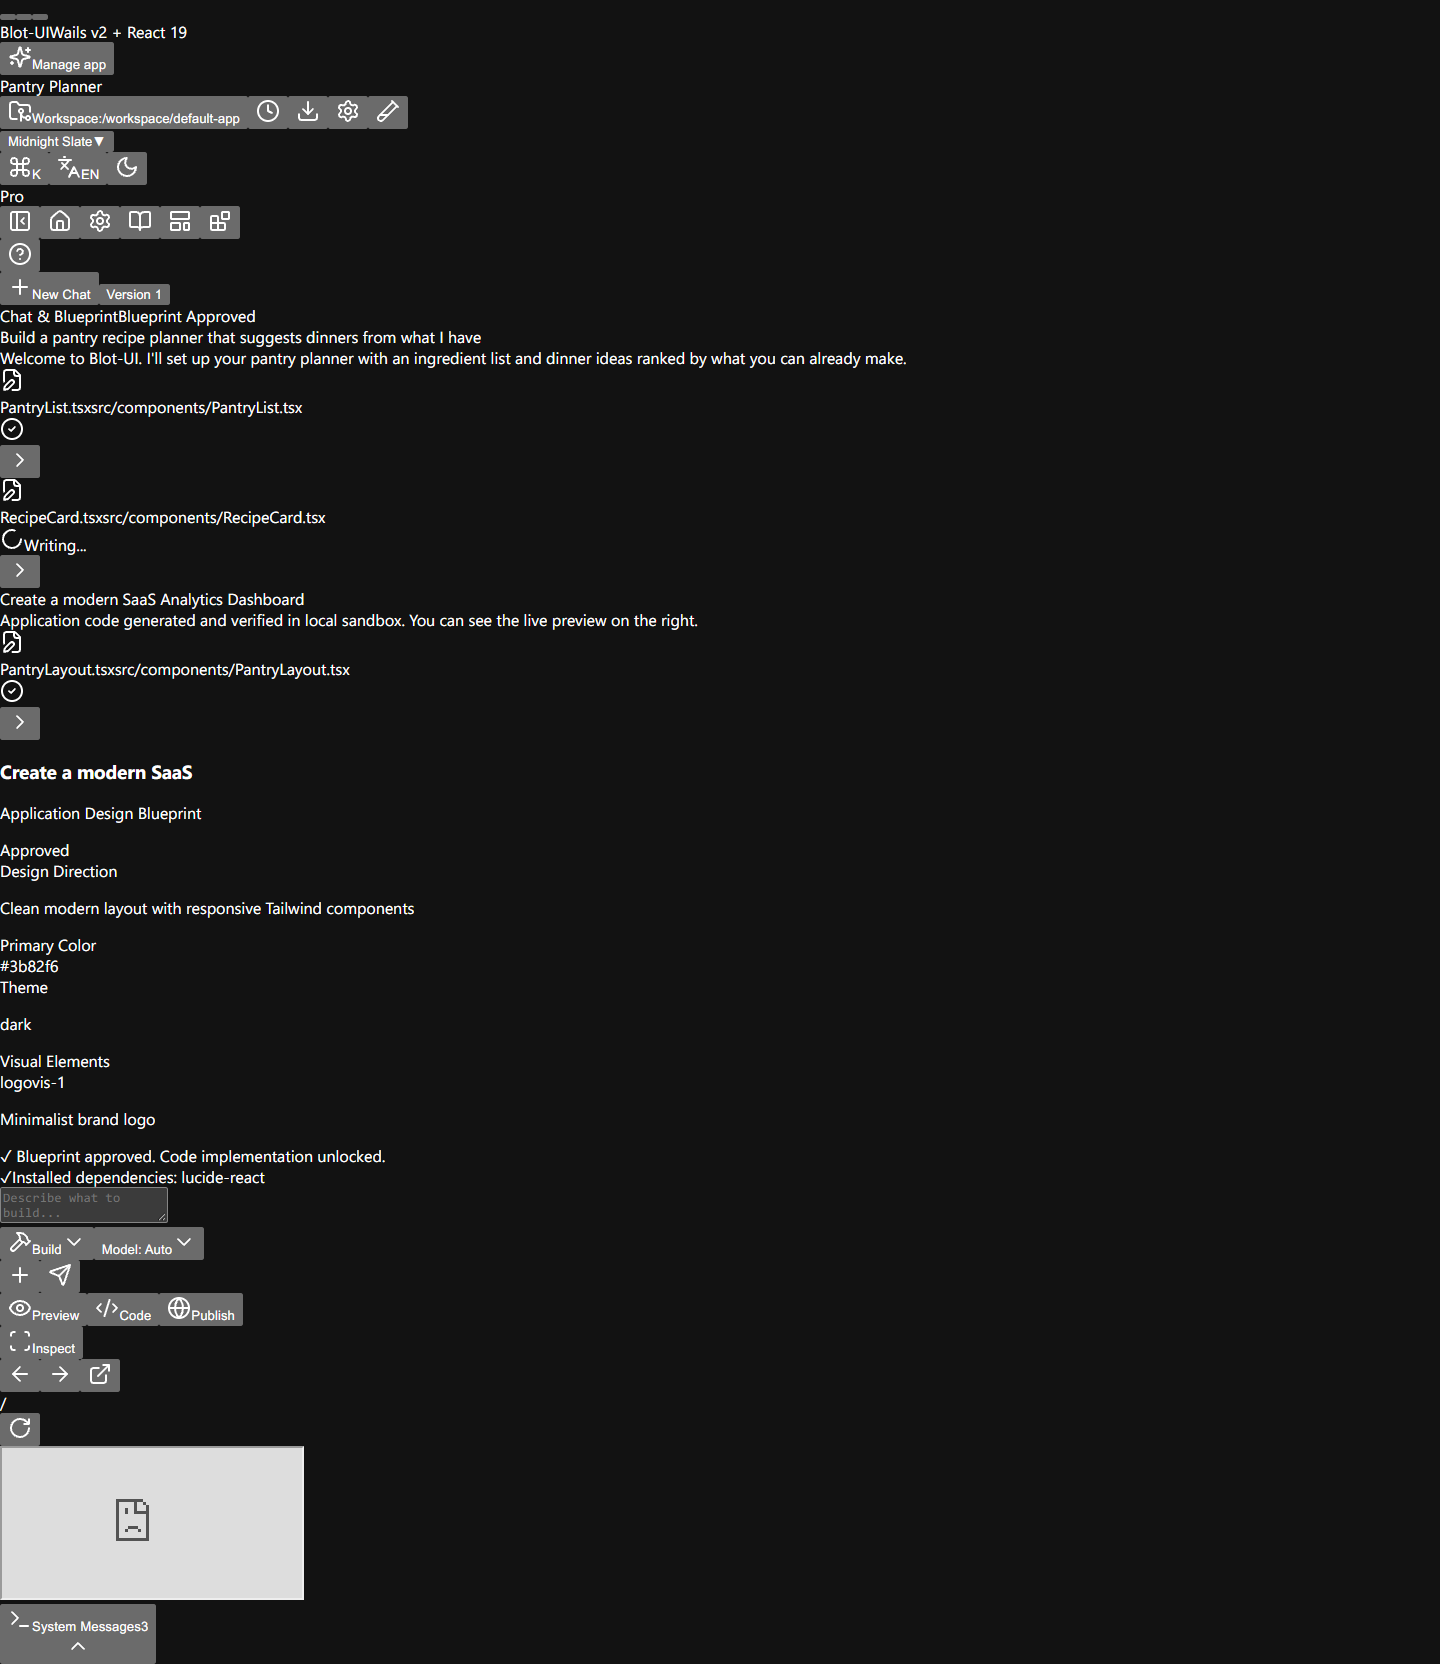 Blot-UIWails v2 + React 19
Manage app
Pantry Planner
Workspace:/workspace/default-app
Midnight Slate▼
K EN
Pro
New Chat Version 1
Chat & BlueprintBlueprint Approved
Build a pantry recipe planner that suggests dinners from what I have
Welcome to Blot-UI. I'll set up your pantry planner with an ingredient list and dinner ideas ranked by what you can already make.
PantryList.tsxsrc/components/PantryList.tsx
RecipeCard.tsxsrc/components/RecipeCard.tsx
Writing...
Create a modern SaaS Analytics Dashboard
Application code generated and verified in local sandbox. You can see the live preview on the right.
PantryLayout.tsxsrc/components/PantryLayout.tsx
Create a modern SaaS
Application Design Blueprint
Approved
Design Direction
Clean modern layout with responsive Tailwind components
Primary Color
#3b82f6
Theme
dark
Visual Elements
logovis-1
Minimalist brand logo
✓ Blueprint approved. Code implementation unlocked.
✓Installed dependencies: lucide-react
Describe what to
build...
Build Model: Auto
Preview Code Publish
Inspect
/
System Messages3